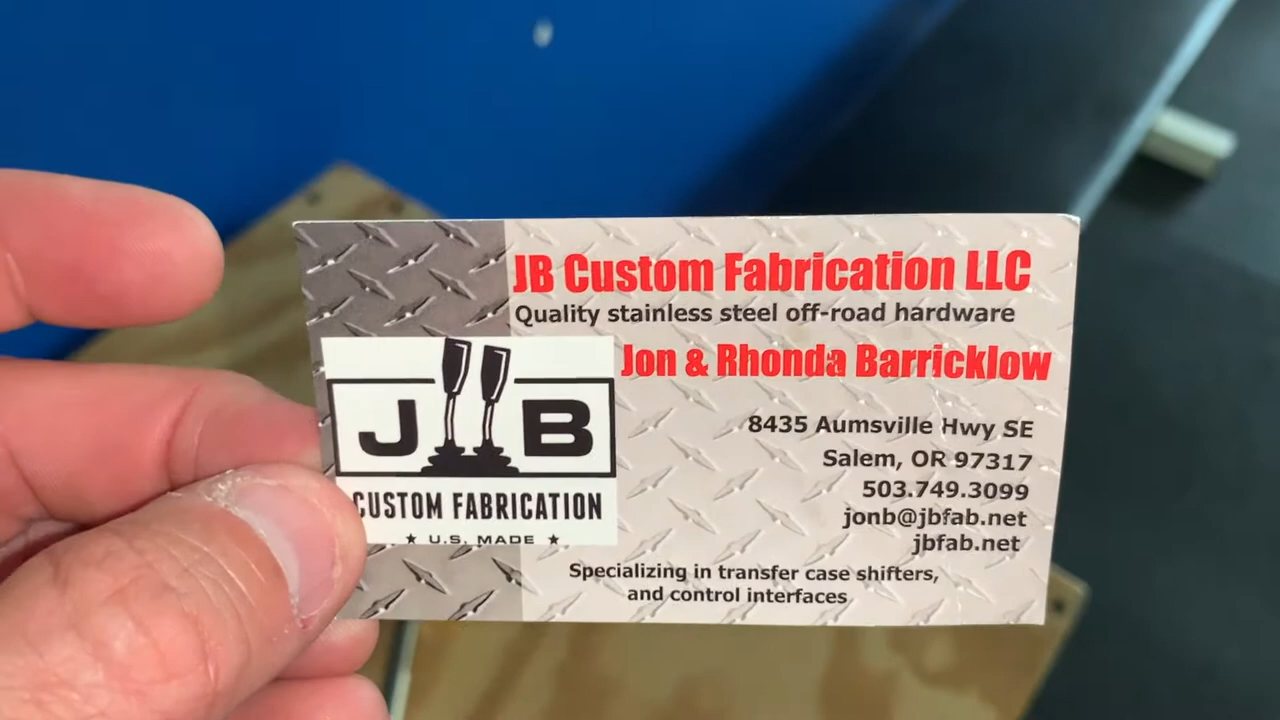 JB Custom Fabrication LLC
Quality stainless steel off-road hardware
Jon & Rhonda Barricklow
J B
CUSTOM FABRICATION
★ U.S. MADE ★
8435 Aumsville Hwy SE
Salem, OR 97317
503.749.3099
jonb@jbfab.net
jbfab.net
Specializing in transfer case shifters,
and control interfaces